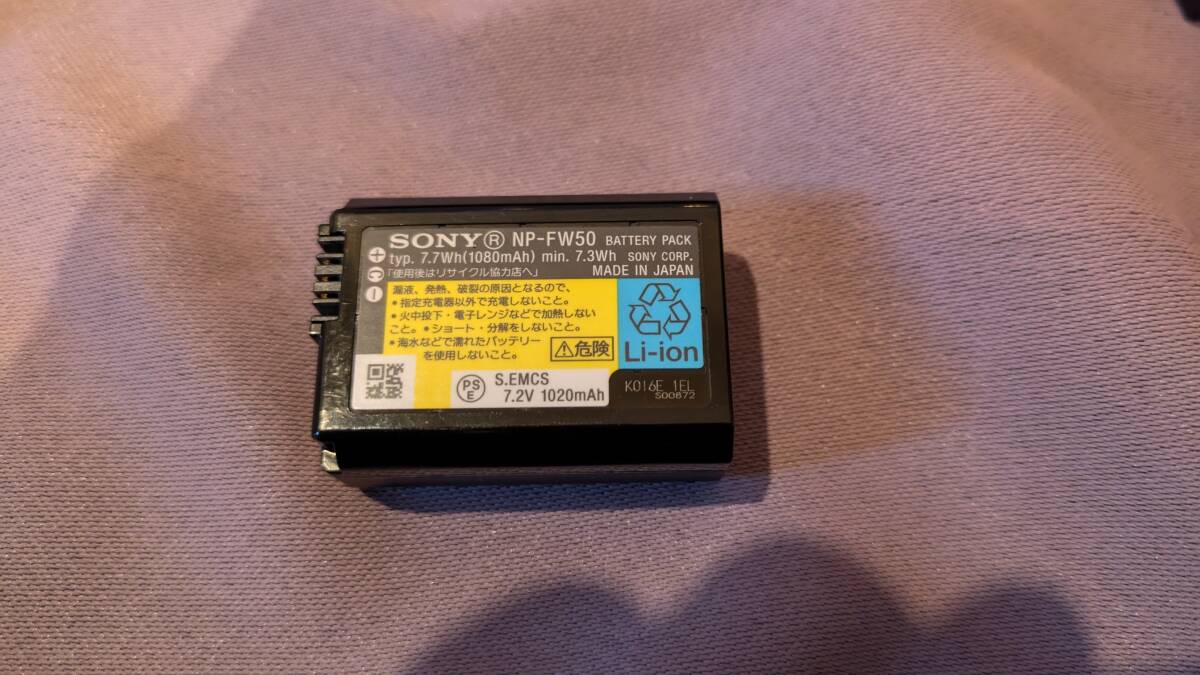 SONY® NP-FW50 BATTERY PACK
typ. 7.7Wh(1080mAh) min. 7.3Wh SONY CORP.
「使用後はリサイクル協力店へ」 MADE IN JAPAN
漏液、発熱、破裂の原因となるので、
•指定充電器以外で充電しないこと。
•火中投下・電子レンジなどで加熱しない
こと。•ショート・分解をしないこと。
•海水などで濡れたバッテリー
を使用しないこと。
⚠危険
Li-ion
PS
E
S.EMCS
7.2V 1020mAh
K016E 1EL
S00872